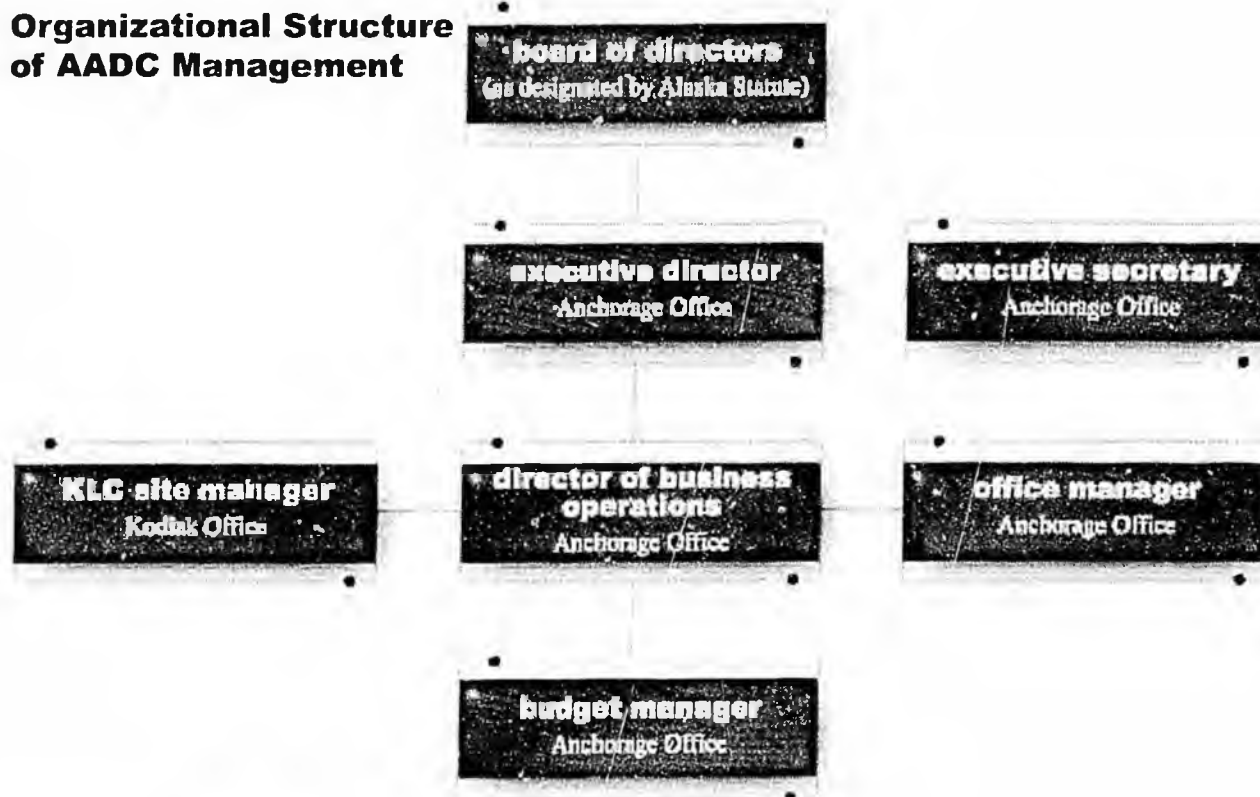 Organizational Structure
of AADC Management
board of directors
(as designated by Alaska Statute)
executive director
Anchorage Office
executive secretary
Anchorage Office
KLC site manager
Kodiak Office
director of business
operations
Anchorage Office
office manager
Anchorage Office
budget manager
Anchorage Office